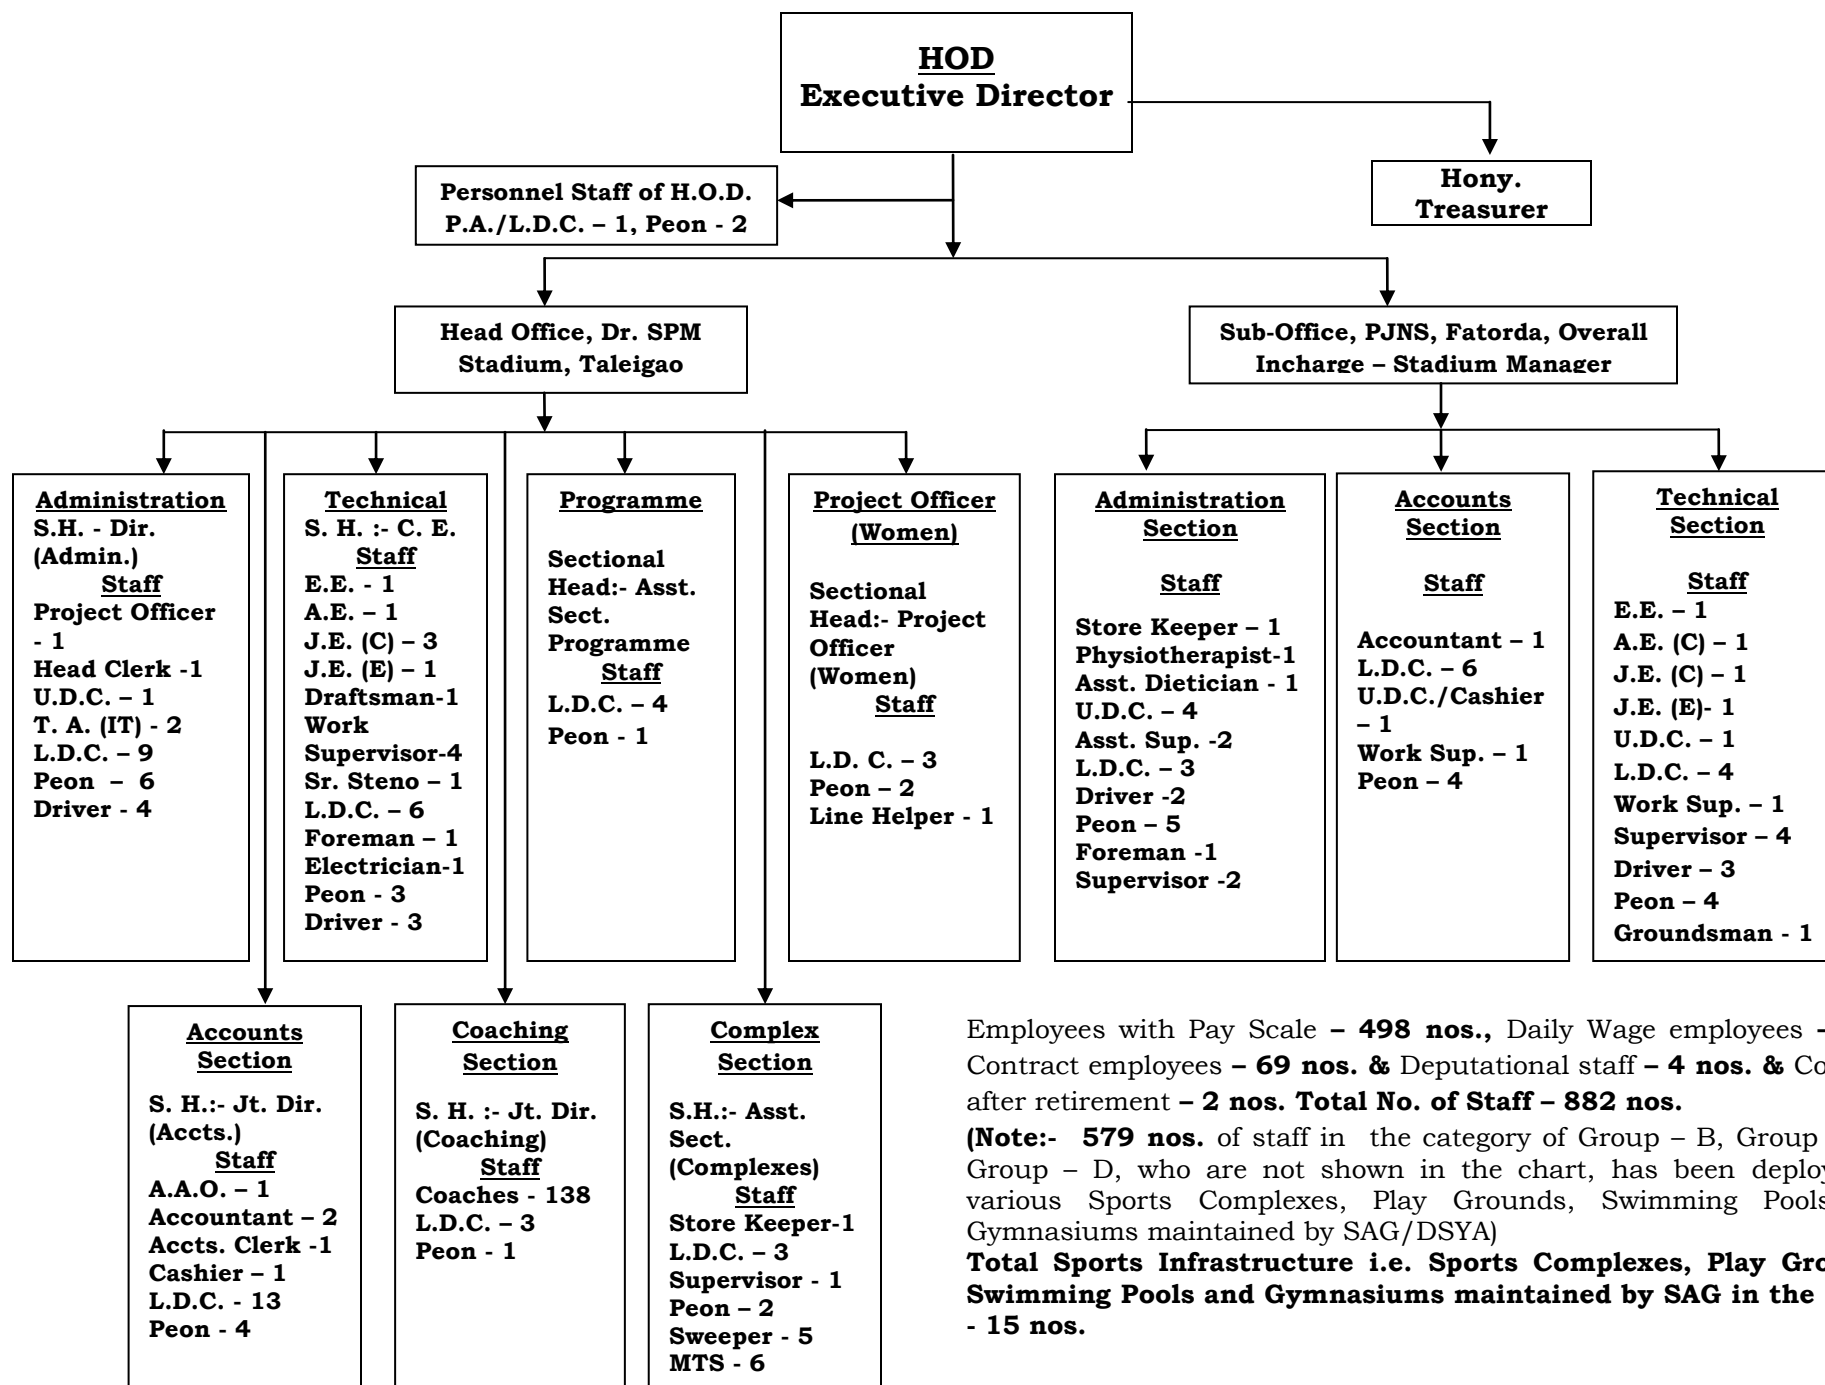 HOD
Executive Director
Personnel Staff of H.O.D.
P.A./L.D.C. – 1, Peon - 2
Hony.
Treasurer
Head Office, Dr. SPM
Stadium, Taleigao
Sub-Office, PJNS, Fatorda, Overall
Incharge – Stadium Manager
Administration
S.H. - Dir.
(Admin.)
Staff
Project Officer
- 1
Head Clerk -1
U.D.C. – 1
T. A. (IT) - 2
L.D.C. – 9
Peon – 6
Driver - 4
Technical
S. H. :- C. E.
Staff
E.E. - 1
A.E. – 1
J.E. (C) – 3
J.E. (E) – 1
Draftsman-1
Work
Supervisor-4
Sr. Steno – 1
L.D.C. – 6
Foreman – 1
Electrician-1
Peon - 3
Driver - 3
Programme
Sectional
Head:- Asst.
Sect.
Programme
Staff
L.D.C. – 4
Peon - 1
Project Officer
(Women)
Sectional
Head:- Project
Officer
(Women)
Staff
L.D. C. – 3
Peon – 2
Line Helper - 1
Administration
Section
Staff
Store Keeper – 1
Physiotherapist-1
Asst. Dietician - 1
U.D.C. – 4
Asst. Sup. -2
L.D.C. – 3
Driver -2
Peon – 5
Foreman -1
Supervisor -2
Accounts
Section
Staff
Accountant – 1
L.D.C. – 6
U.D.C./Cashier
– 1
Work Sup. – 1
Peon – 4
Technical
Section
Staff
E.E. – 1
A.E. (C) – 1
J.E. (C) – 1
J.E. (E)- 1
U.D.C. – 1
L.D.C. – 4
Work Sup. – 1
Supervisor – 4
Driver – 3
Peon – 4
Groundsman - 1
Accounts
Section
S. H.:- Jt. Dir.
(Accts.)
Staff
A.A.O. – 1
Accountant – 2
Accts. Clerk -1
Cashier – 1
L.D.C. - 13
Peon - 4
Coaching
Section
S. H. :- Jt. Dir.
(Coaching)
Staff
Coaches - 138
L.D.C. – 3
Peon - 1
Complex
Section
S.H.:- Asst.
Sect.
(Complexes)
Staff
Store Keeper-1
L.D.C. – 3
Supervisor - 1
Peon – 2
Sweeper - 5
MTS - 6
Employees with Pay Scale – 498 nos., Daily Wage employees –
Contract employees – 69 nos. & Deputational staff – 4 nos. & Co
after retirement – 2 nos. Total No. of Staff – 882 nos.
(Note:- 579 nos. of staff in the category of Group – B, Group
Group – D, who are not shown in the chart, has been deploy
various Sports Complexes, Play Grounds, Swimming Pools
Gymnasiums maintained by SAG/DSYA)
Total Sports Infrastructure i.e. Sports Complexes, Play Gro
Swimming Pools and Gymnasiums maintained by SAG in the
- 15 nos.